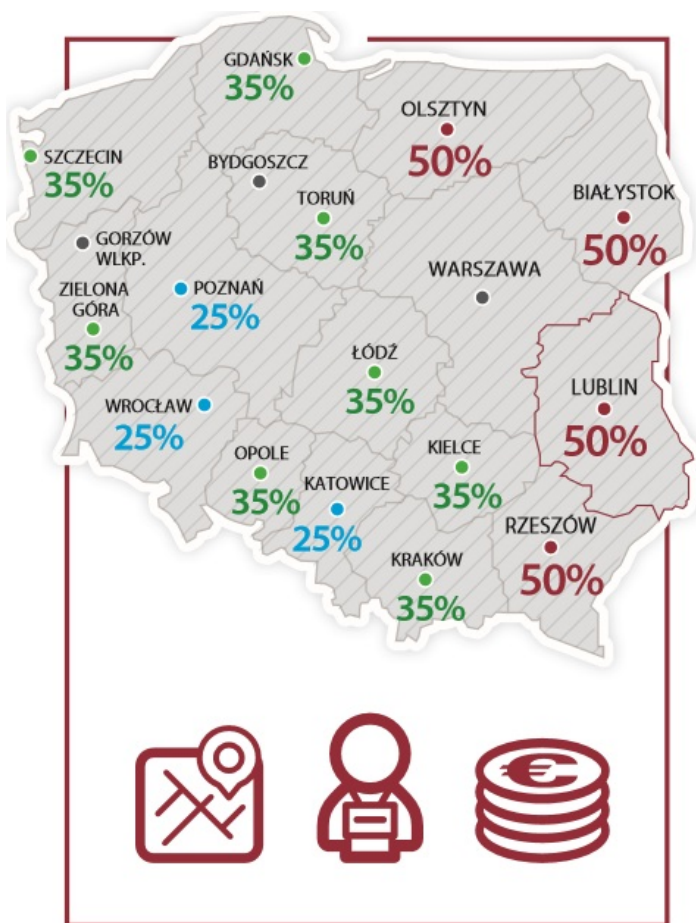 GDAŃSK
35%
OLSZTYN
50%
SZCZECIN
35%
BYDGOSZCZ
TORUŃ
35%
BIAŁYSTOK
50%
GORZÓW
WLKP.
ZIELONA
GÓRA
35%
POZNAŃ
25%
WARSZAWA
ŁÓDŹ
35%
LUBLIN
50%
WROCŁAW
25%
OPOLE
35%
KATOWICE
25%
KIELCE
35%
RZESZÓW
50%
KRAKÓW
35%
€